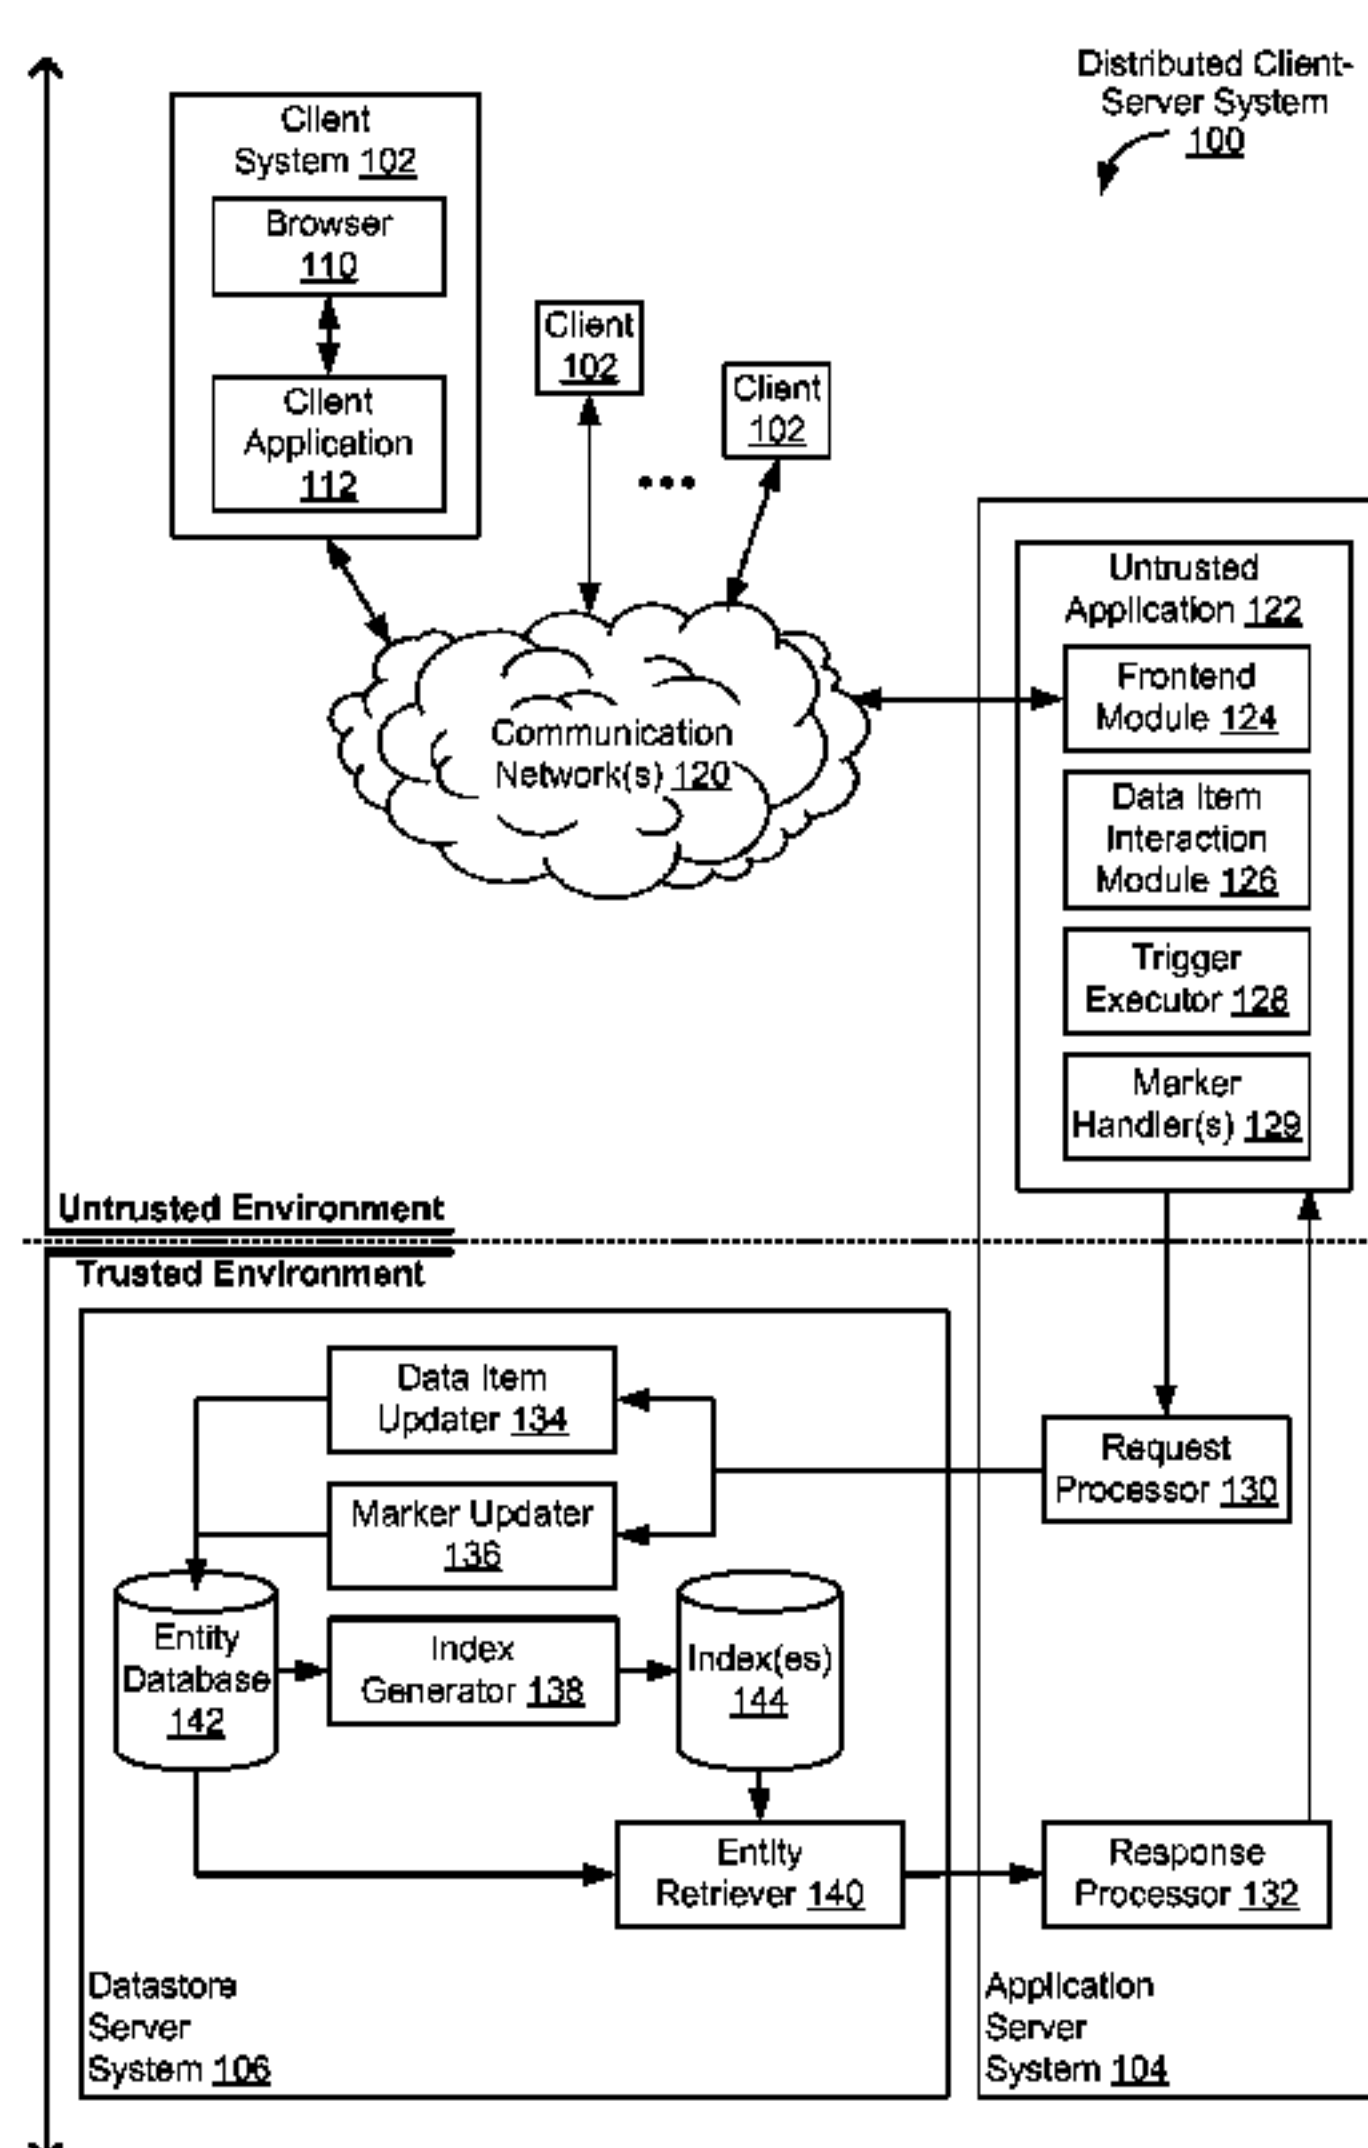 Distributed Client-
Server System
100
Client
System 102
Browser
110
Client
Application
112
Client
102
Client
102
Communication
Network(s) 120
Untrusted
Application 122
Frontend
Module 124
Data Item
Interaction
Module 126
Trigger
Executor 128
Marker
Handler(s) 129
Untrusted Environment
Trusted Environment
Data Item
Updater 134
Marker Updater
136
Request
Processor 130
Entity
Database
142
Index
Generator 138
Index(es)
144
Entity
Retriever 140
Response
Processor 132
Datastore
Server
System 106
Application
Server
System 104